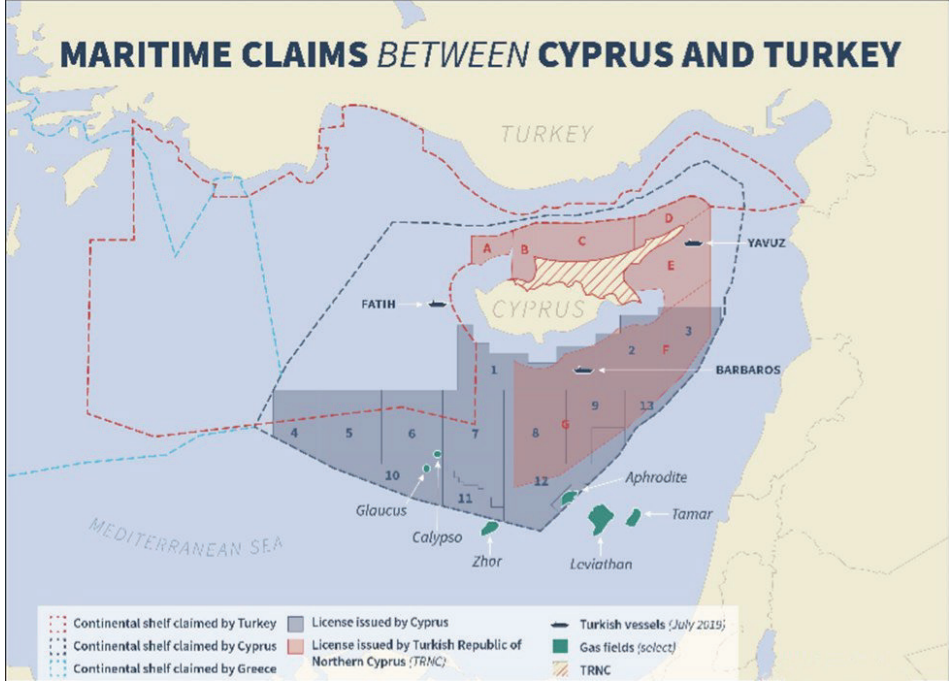 MARITIME CLAIMS BETWEEN CYPRUS AND TURKEY
TURKEY
D
A
B
C
YAVUZ
E
FATIH
CYPRUS
3
2
F
1
BARBAROS
9
13
4
5
6
7
8
G
10
12
11
Aphrodite
Glaucus
Tamar
Calypso
Zhor
Leviathan
MEDITERRANEAN SEA
Continental shelf claimed by Turkey
Continental shelf claimed by Cyprus
Continental shelf claimed by Greece
License issued by Cyprus
License issued by Turkish Republic of
Northern Cyprus (TRNC)
Turkish vessels (July 2019)
Gas fields (select)
TRNC